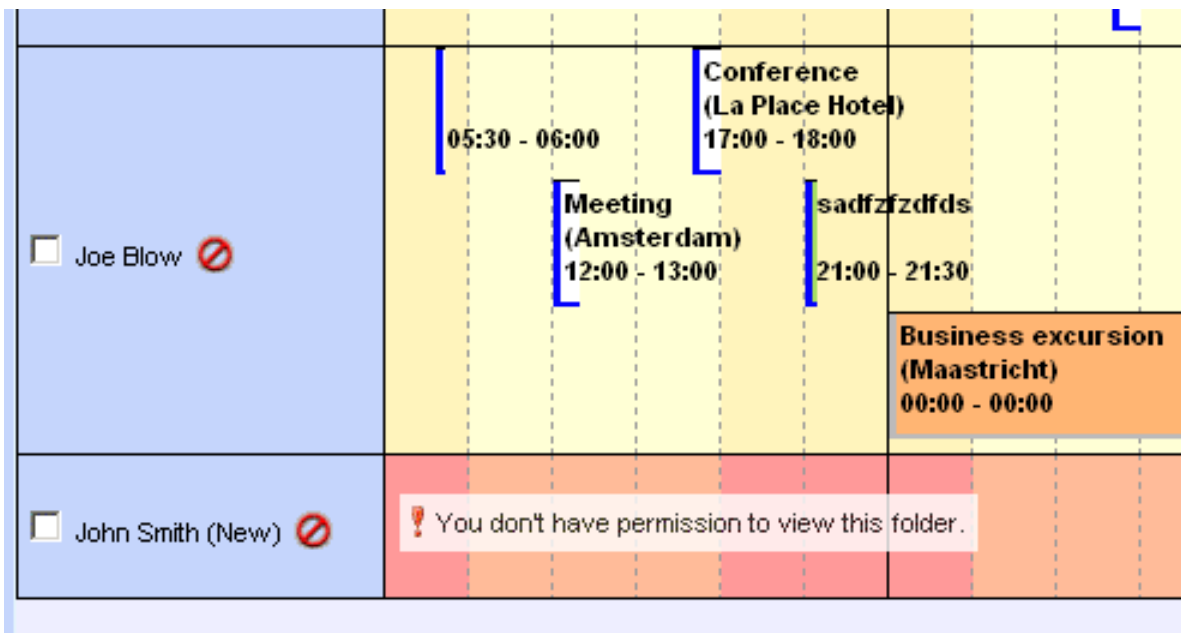 Joe Blow
05:30 - 06:00
Conference
(La Place Hotel)
17:00 - 18:00
Meeting
(Amsterdam)
12:00 - 13:00
sadfzfzdfds
21:00 - 21:30
Business excursion
(Maastricht)
00:00 - 00:00
John Smith (New)
You don't have permission to view this folder.